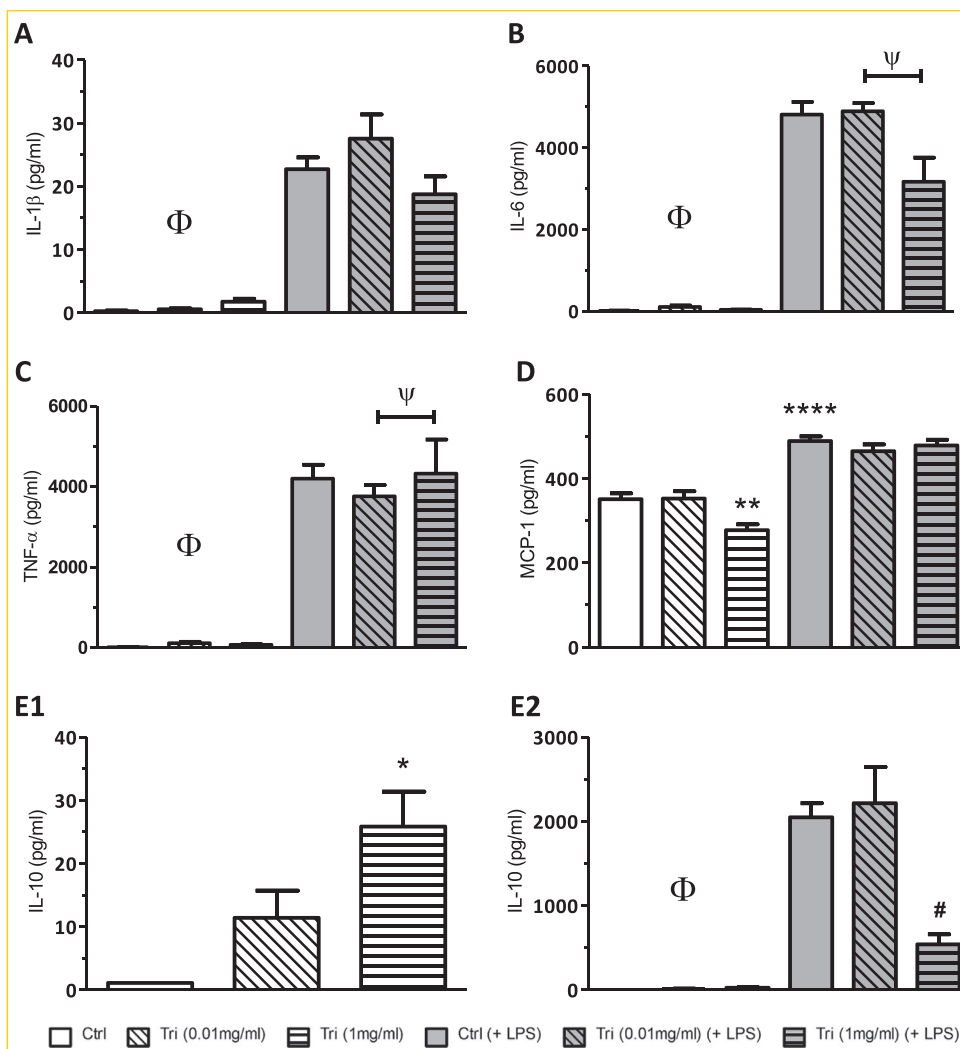 A
IL-1β (pg/ml)
40
30
20
10
0
Φ
B
IL-6 (pg/ml)
6000
4000
2000
0
Φ
ψ
C
TNF-α (pg/ml)
6000
4000
2000
0
Φ
ψ
D
MCP-1 (pg/ml)
600
400
200
0
**
****
E1
IL-10 (pg/ml)
40
30
20
10
0
*
E2
IL-10 (pg/ml)
3000
2000
1000
0
Φ
#
Ctrl Tri (0.01mg/ml) Tri (1mg/ml) Ctrl (+ LPS) Tri (0.01mg/ml) (+ LPS) Tri (1mg/ml) (+ LPS)